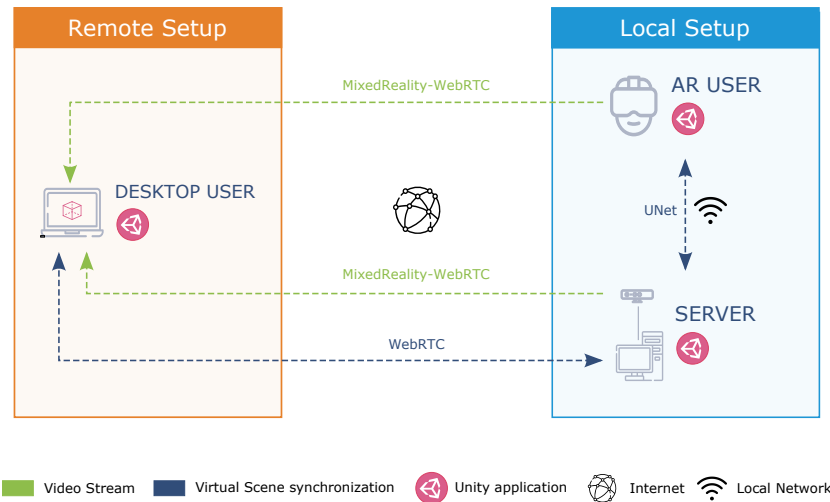 Remote Setup
Local Setup
MixedReality-WebRTC
AR USER
DESKTOP USER
UNet
MixedReality-WebRTC
SERVER
WebRTC
Video Stream
Virtual Scene synchronization
Unity application
Internet
Local Network